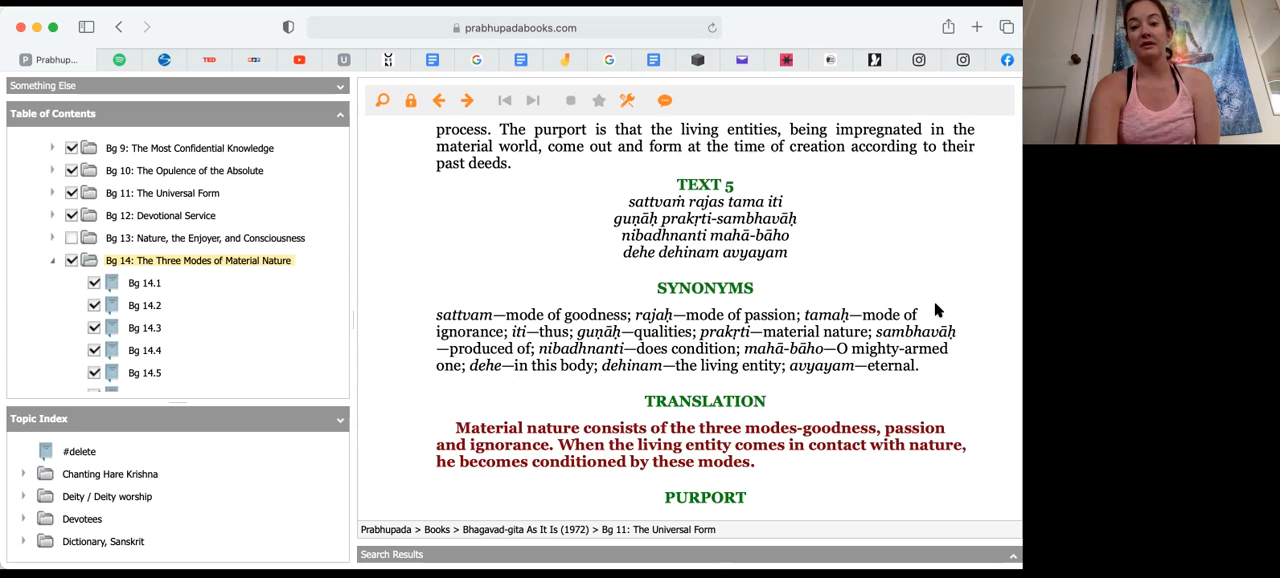 prabhupadabooks.com
Prabhup...
TED
U
Something Else
Table of Contents
Bg 9: The Most Confidential Knowledge
Bg 10: The Opulence of the Absolute
Bg 11: The Universal Form
Bg 12: Devotional Service
Bg 13: Nature, the Enjoyer, and Consciousness
Bg 14: The Three Modes of Material Nature
Bg 14.1
Bg 14.2
Bg 14.3
Bg 14.4
Bg 14.5
Topic Index
#delete
Chanting Hare Krishna
Deity / Deity worship
Devotees
Dictionary, Sanskrit
process. The purport is that the living entities, being impregnated in the
material world, come out and form at the time of creation according to their
past deeds.
TEXT 5
sattvaṁ rajas tama iti
guṇāḥ prakṛti-sambhavāḥ
nibadhnanti mahā-bāho
dehe dehinam avyayam
SYNONYMS
sattvam—mode of goodness; rajaḥ—mode of passion; tamaḥ—mode of
ignorance; iti—thus; guṇāḥ—qualities; prakṛti—material nature; sambhavāḥ
—produced of; nibadhnanti—does condition; mahā-bāho—O mighty-armed
one; dehe—in this body; dehinam—the living entity; avyayam—eternal.
TRANSLATION
Material nature consists of the three modes-goodness, passion
and ignorance. When the living entity comes in contact with nature,
he becomes conditioned by these modes.
PURPORT
Prabhupada > Books > Bhagavad-gita As It Is (1972) > Bg 11: The Universal Form
Search Results